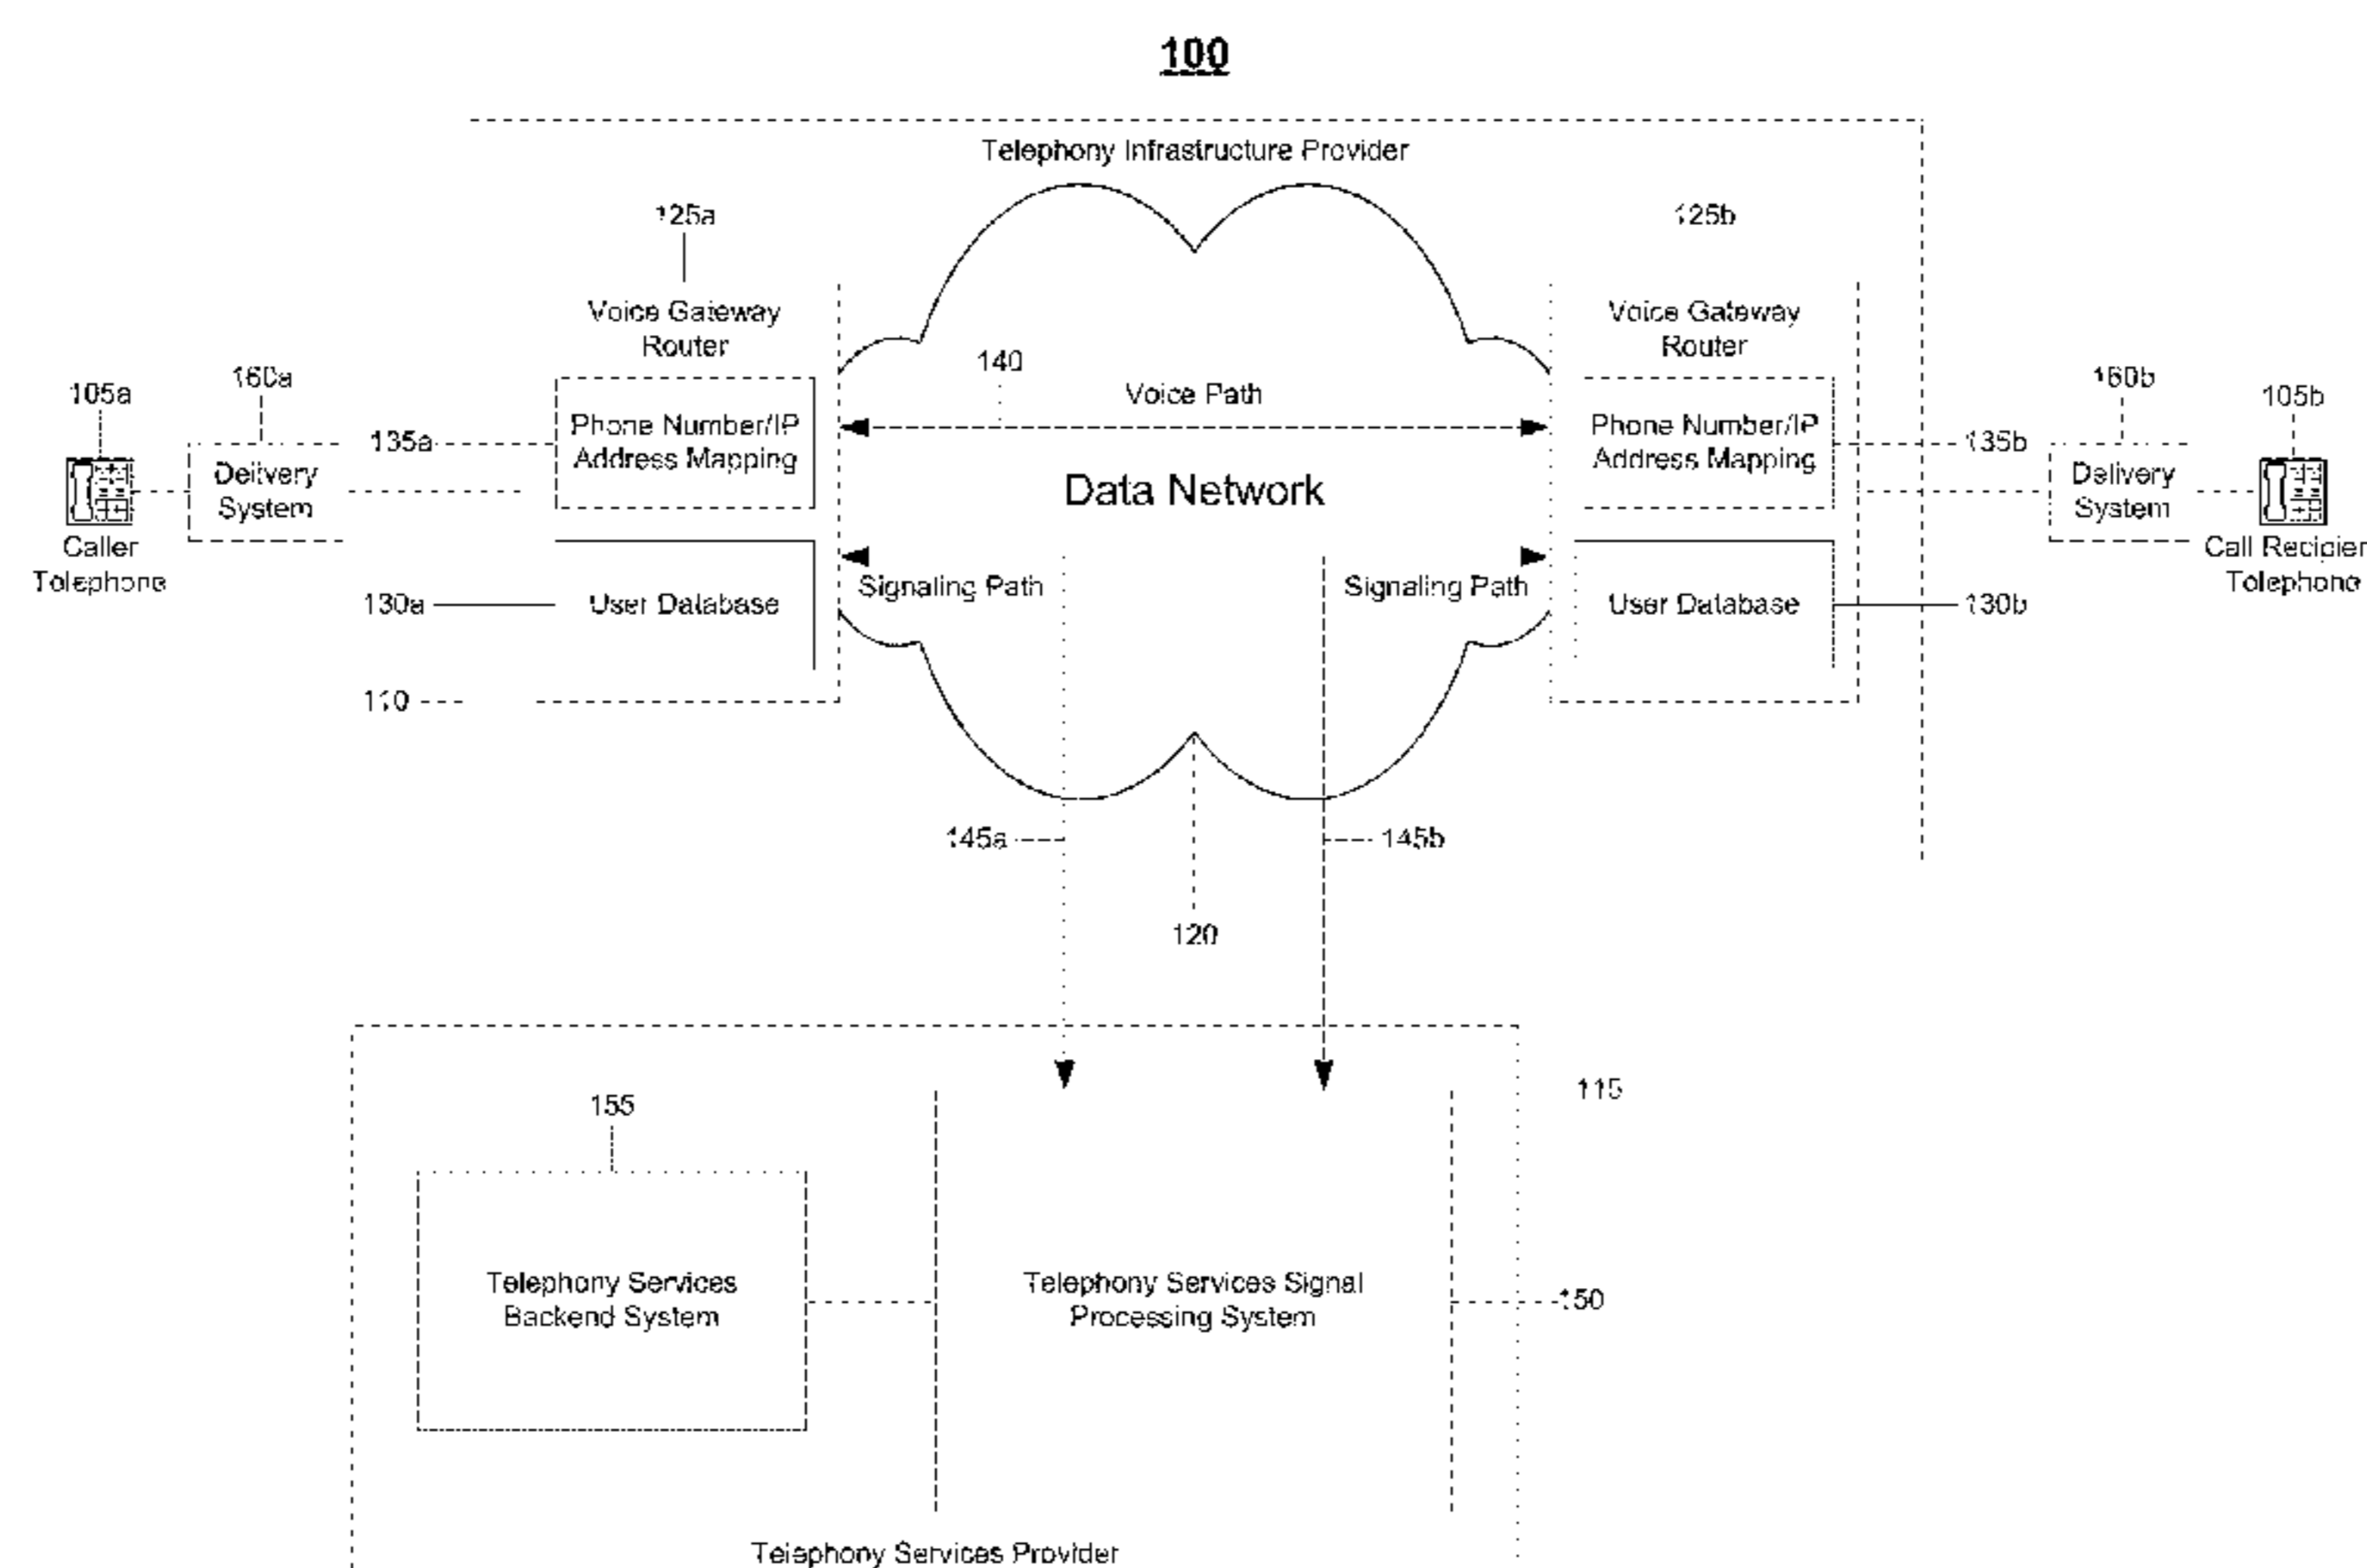 100
Telephony Infrastructure Provider
125a
125b
Voice Gateway
Router
Voice Gateway
Router
140
160a
160b
105a
105b
Voice Path
Phone Number/IP
Address Mapping
Phone Number/IP
Address Mapping
135a
135b
Delivery
System
Delivery
System
Data Network
Caller
Telephone
Call Recipien
Telephone
Signaling Path
Signaling Path
130a
User Database
User Database
130b
110
145a
145b
120
115
155
Telephony Services
Backend System
Telephony Services Signal
Processing System
150
Telephony Services Provider